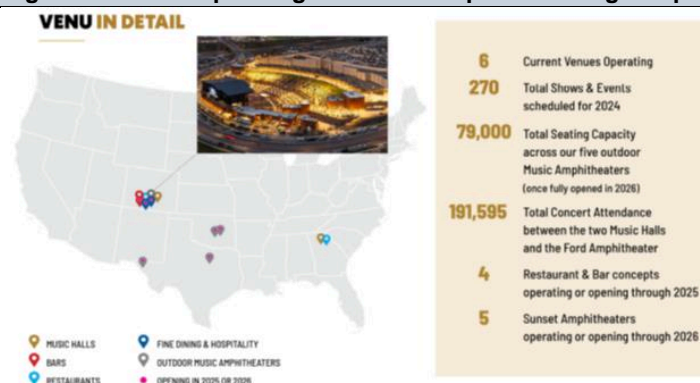 VENU IN DETAIL
6 Current Venues Operating
270 Total Shows & Events
scheduled for 2024
79,000 Total Seating Capacity
across our five outdoor
Music Amphitheaters
(once fully opened in 2026)
191,595 Total Concert Attendance
between the two Music Halls
and the Ford Amphitheater
4 Restaurant & Bar concepts
operating or opening through 2025
5 Sunset Amphitheaters
operating or opening through 2026
MUSIC HALLS
BARS
RESTAURANTS
FINE DINING & HOSPITALITY
OUTDOOR MUSIC AMPHITHEATERS
OPENING IN 2025 OR 2026